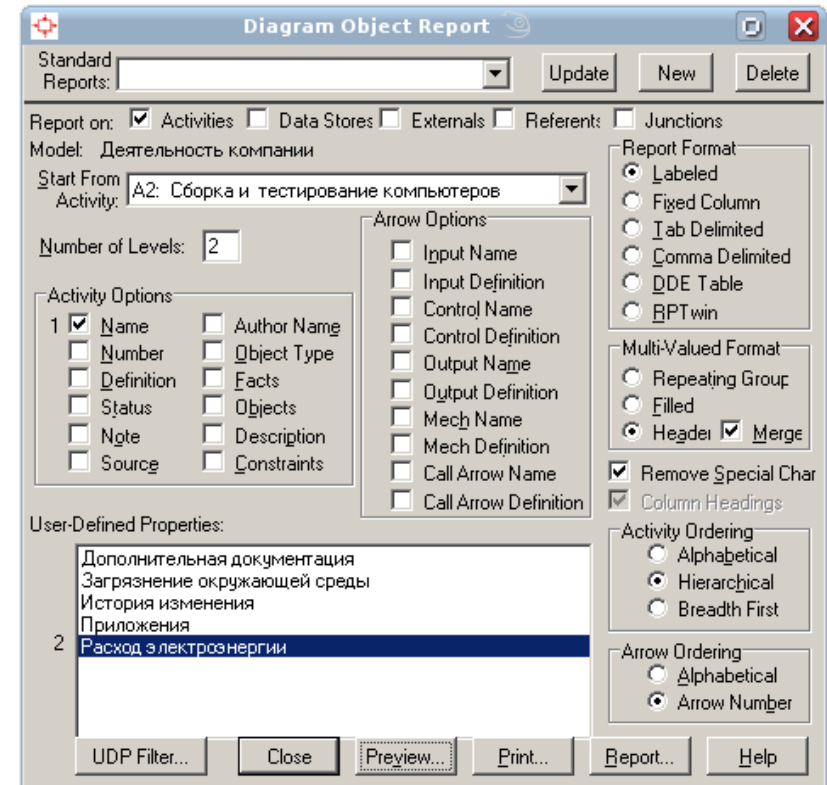 Diagram Object Report
Standard Reports:
Update New Delete
Report on: Activities Data Stores Externals Referents Junctions
Model: Деятельность компании
Start From Activity: A2: Сборка и тестирование компьютеров
Number of Levels: 2
Activity Options
1 Name Author Name
Number Object Type
Definition Facts
Status Objects
Note Description
Source Constraints
Arrow Options
Input Name
Input Definition
Control Name
Control Definition
Output Name
Output Definition
Mech Name
Mech Definition
Call Arrow Name
Call Arrow Definition
Report Format
Labeled
Fixed Column
Tab Delimited
Comma Delimited
DDE Table
RPTwin
Multi-Valued Format
Repeating Group
Filled
Header Merge
Remove Special Char
Column Headings
Activity Ordering
Alphabetical
Hierarchical
Breadth First
Arrow Ordering
Alphabetical
Arrow Number
User-Defined Properties:
Дополнительная документация
Загрязнение окружающей среды
История изменения
Приложения
2 Расход электроэнергии
UDP Filter... Close Preview... Print... Report... Help